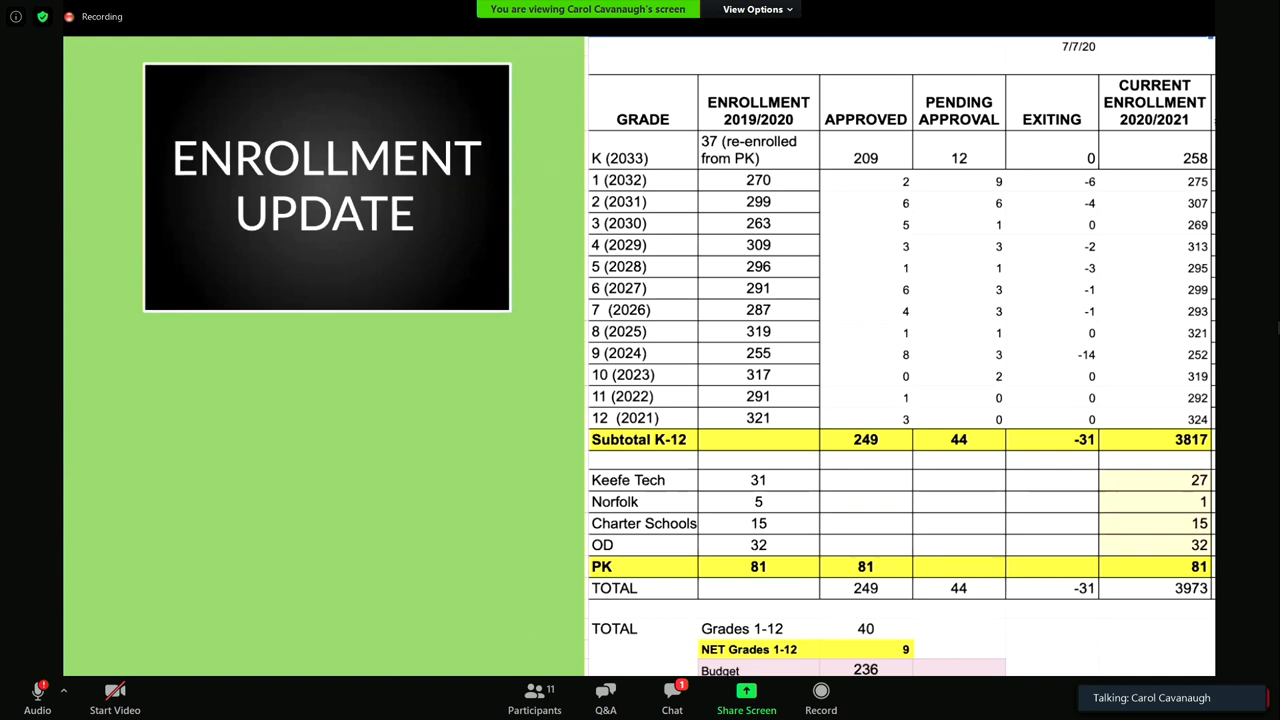 Recording
You are viewing Carol Cavanaugh's screen
View Options
ENROLLMENT
UPDATE
7/7/20
GRADE ENROLLMENT 2019/2020 APPROVED PENDING APPROVAL EXITING CURRENT ENROLLMENT 2020/2021
K (2033) 37 (re-enrolled from PK) 209 12 0 258
1 (2032) 270 2 9 -6 275
2 (2031) 299 6 6 -4 307
3 (2030) 263 5 1 0 269
4 (2029) 309 3 3 -2 313
5 (2028) 296 1 1 -3 295
6 (2027) 291 6 3 -1 299
7 (2026) 287 4 3 -1 293
8 (2025) 319 1 1 0 321
9 (2024) 255 8 3 -14 252
10 (2023) 317 0 2 0 319
11 (2022) 291 1 0 0 292
12 (2021) 321 3 0 0 324
Subtotal K-12 249 44 -31 3817
Keefe Tech 31 27
Norfolk 5 1
Charter Schools 15 15
OD 32 32
PK 81 81 81
TOTAL 249 44 -31 3973
TOTAL Grades 1-12 40
NET Grades 1-12 9
Budget 236
Audio
Start Video
Participants 11
Q&A
Chat 1
Share Screen
Record
Talking: Carol Cavanaugh